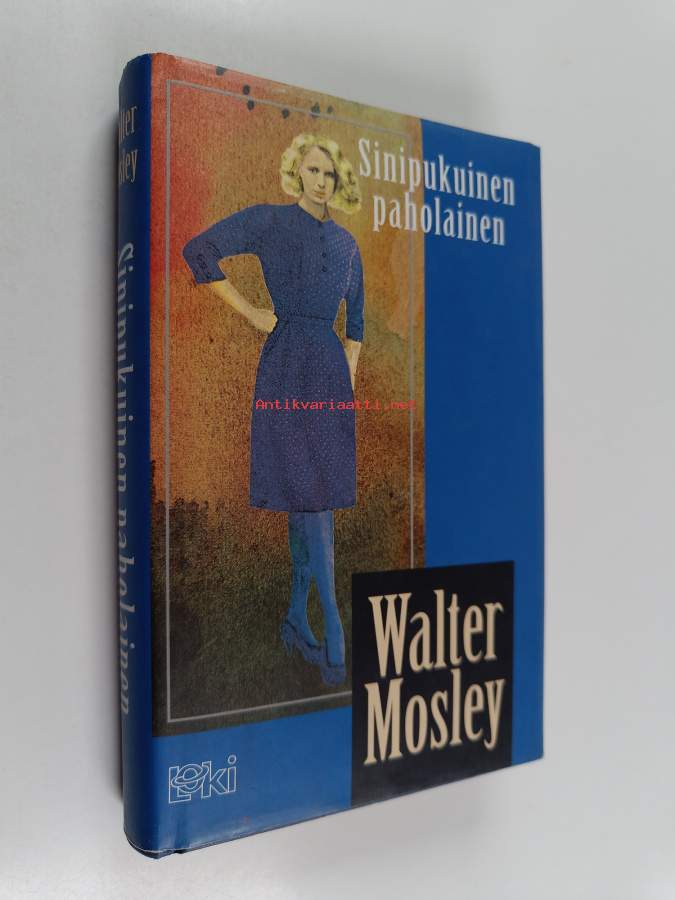 Sinipukuinen
paholainen
Antikvariaatti.net
Walter
Mosley
Loki
Walter
Mosley
Sinipukuinen paholainen